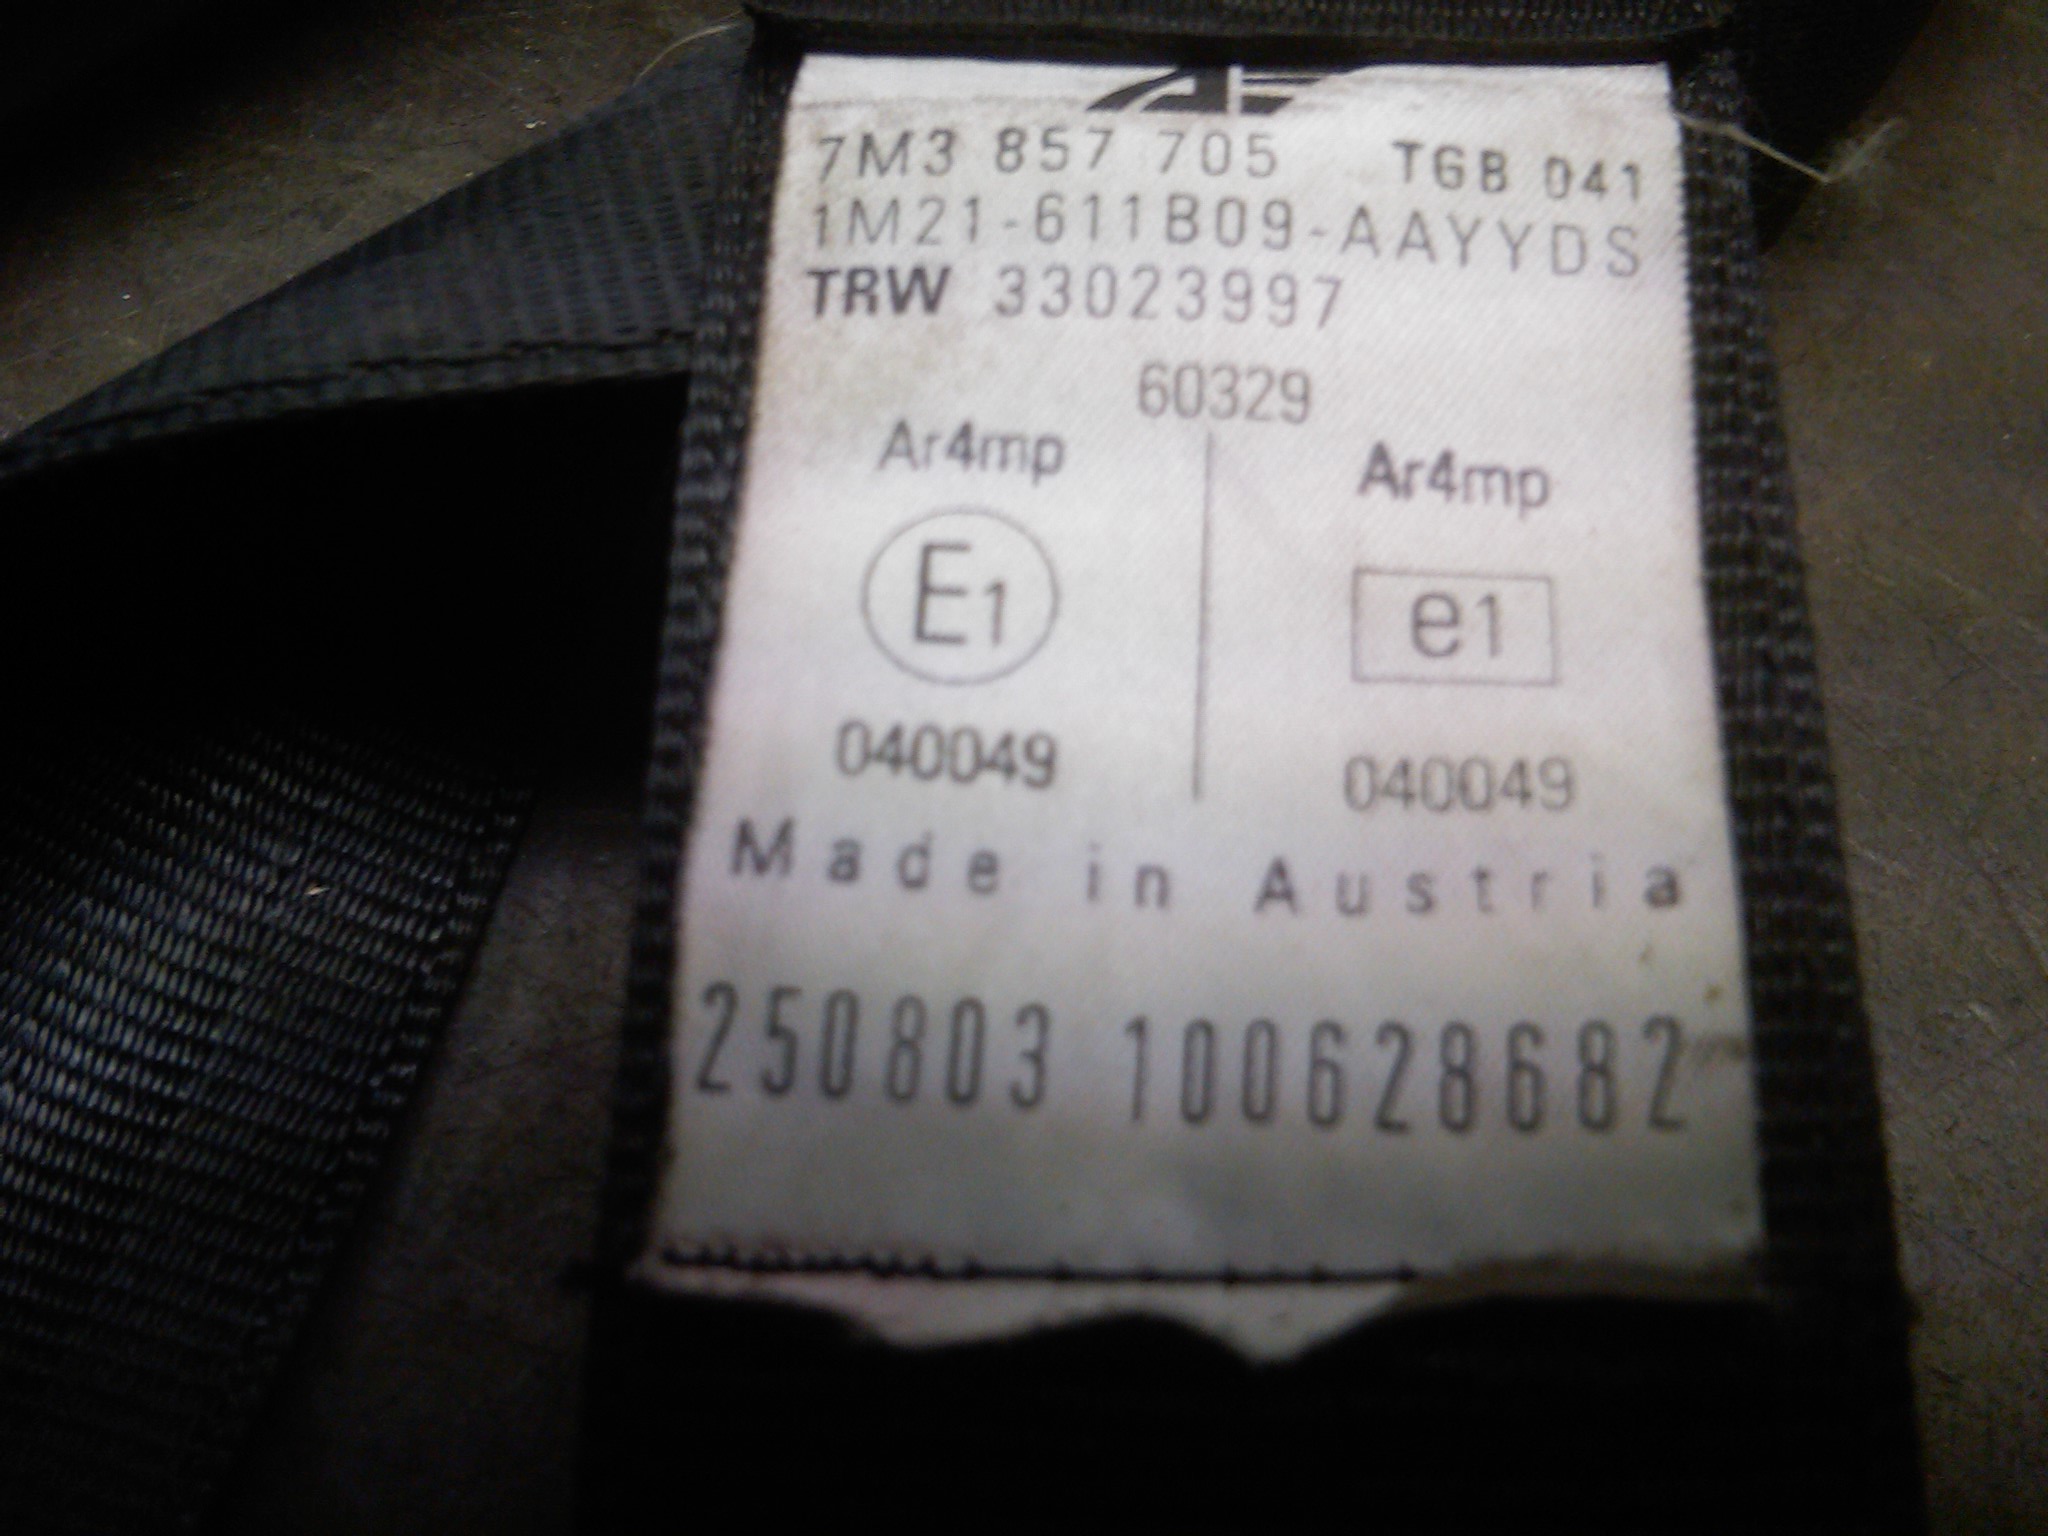 7M3 857 705 TGB 041
1M21-611B09-AAYYDS
TRW 33023997
60329
Ar4mp Ar4mp
E1 e1
040049 040049
Made in Austria
250803 100628682